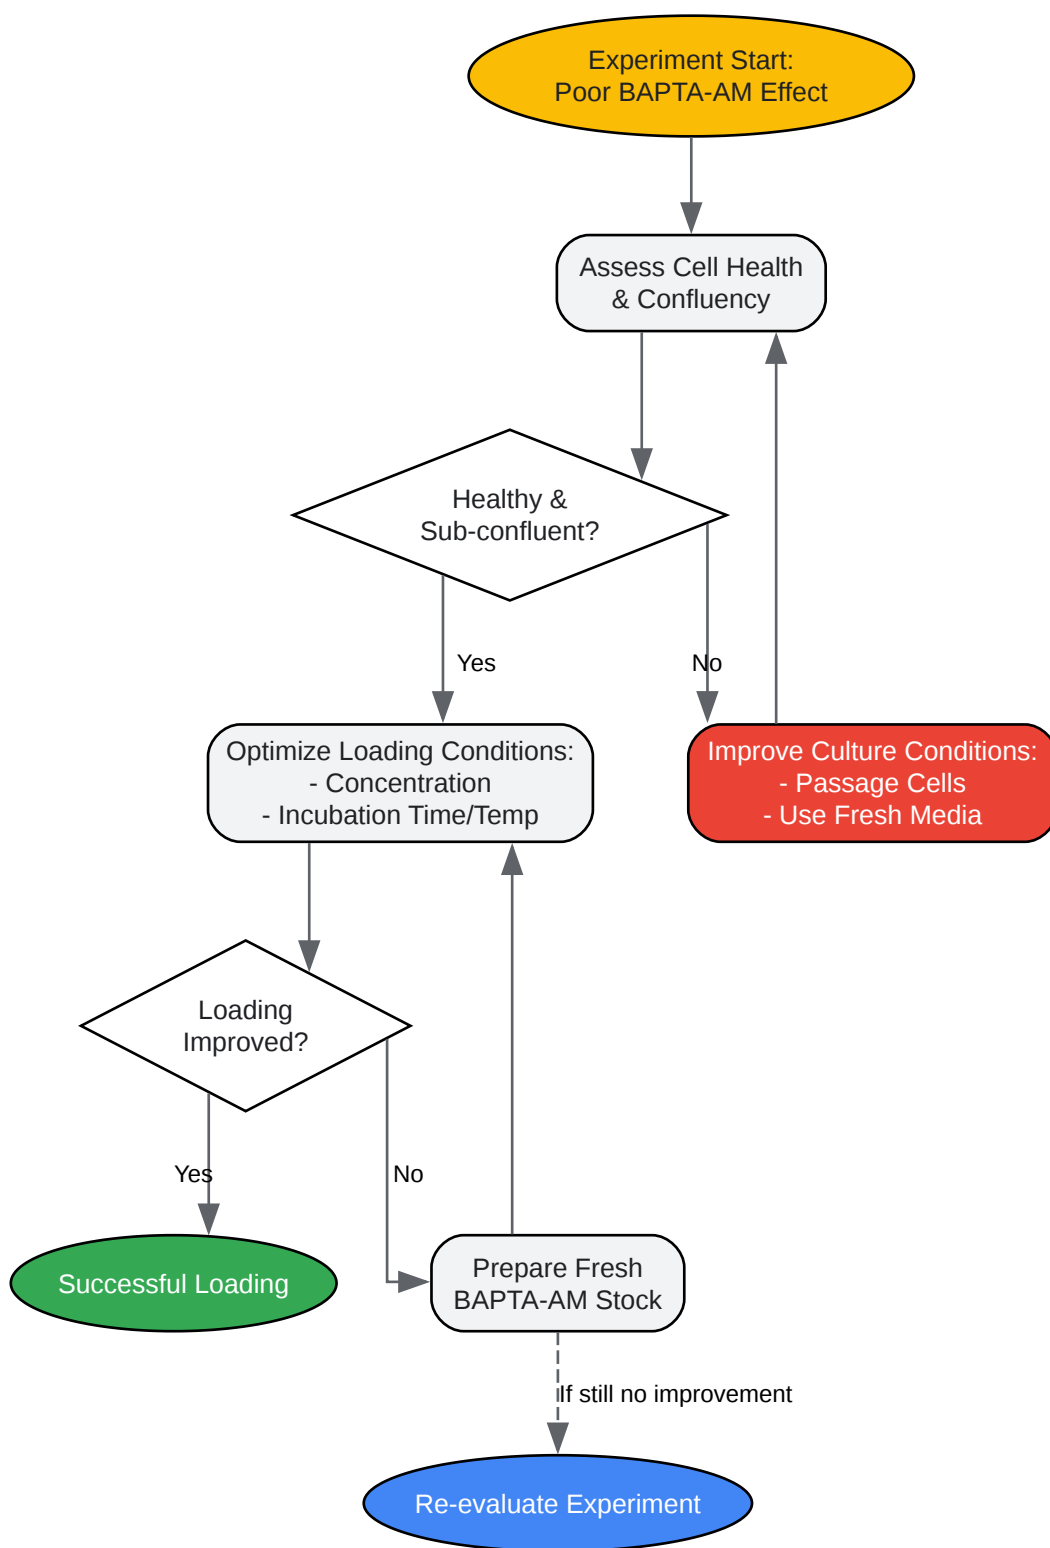 Experiment Start:
Poor BAPTA-AM Effect
Assess Cell Health
& Confluency
Healthy &
Sub-confluent?
Yes
No
Optimize Loading Conditions:
- Concentration
- Incubation Time/Temp
Improve Culture Conditions:
- Passage Cells
- Use Fresh Media
Loading
Improved?
Yes
No
Successful Loading
Prepare Fresh
BAPTA-AM Stock
If still no improvement
Re-evaluate Experiment